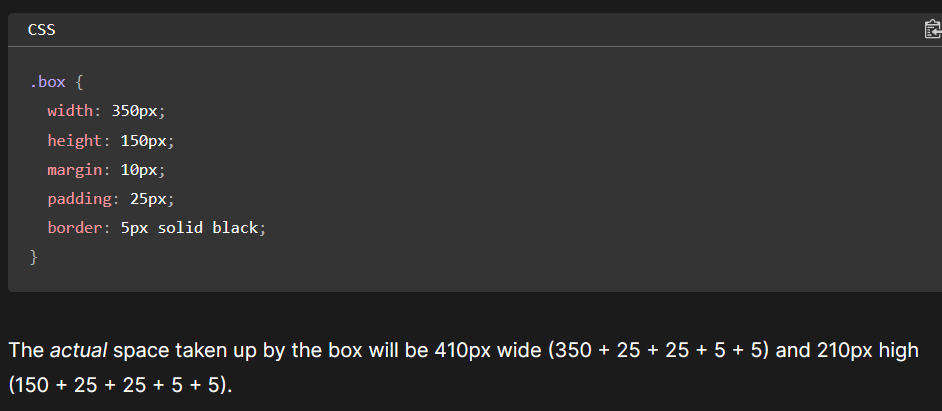 CSS
.box {
width: 350px;
height: 150px;
margin: 10px;
padding: 25px;
border: 5px solid black;
}
The actual space taken up by the box will be 410px wide (350 + 25 + 25 + 5 + 5) and 210px high
(150 + 25 + 25 + 5 + 5).